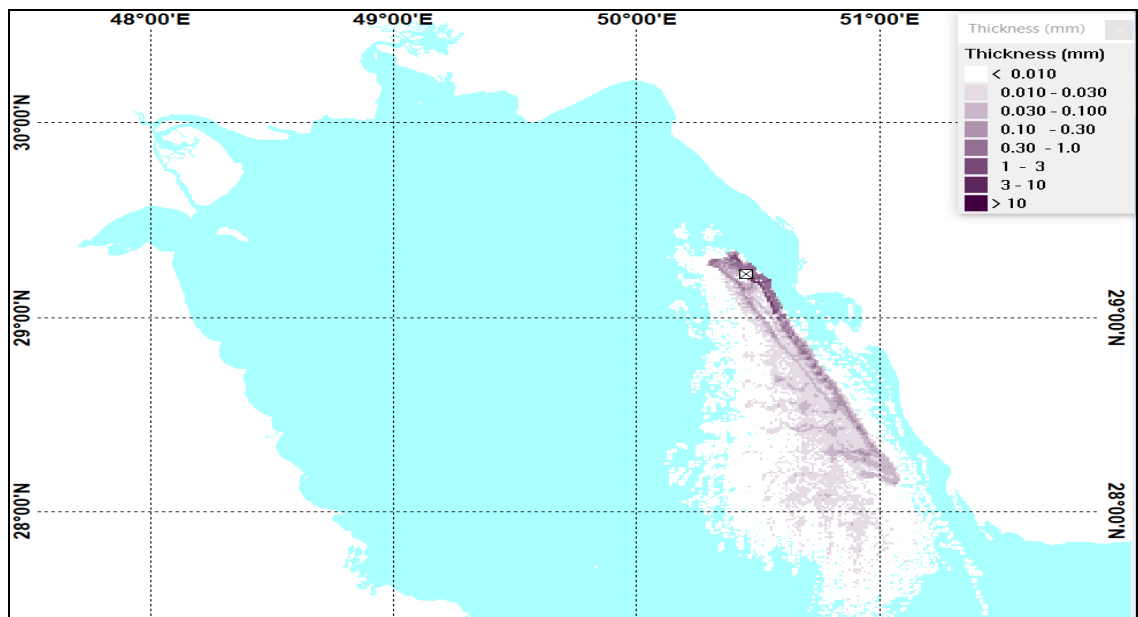 48°00'E 49°00'E 50°00'E 51°00'E
Thickness (mm)
Thickness (mm)
< 0.010
0.010 - 0.030
0.030 - 0.100
0.10 - 0.30
0.30 - 1.0
1 - 3
3 - 10
> 10
30°00'N
29°00'N
29°00'N
28°00'N
28°00'N